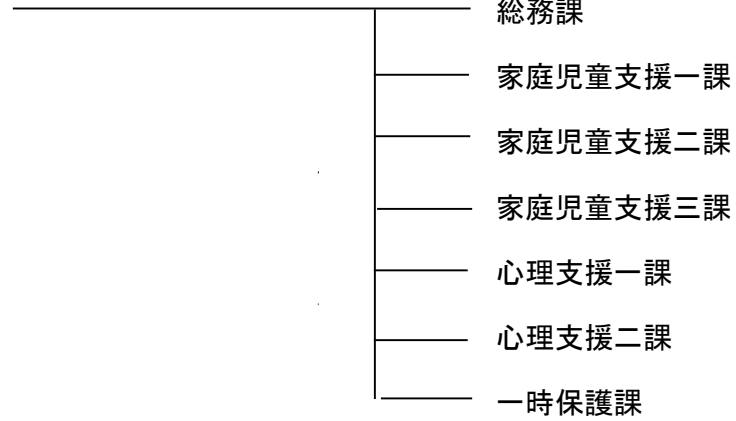 総務課
家庭児童支援一課
家庭児童支援二課
家庭児童支援三課
心理支援一課
心理支援二課
一時保護課